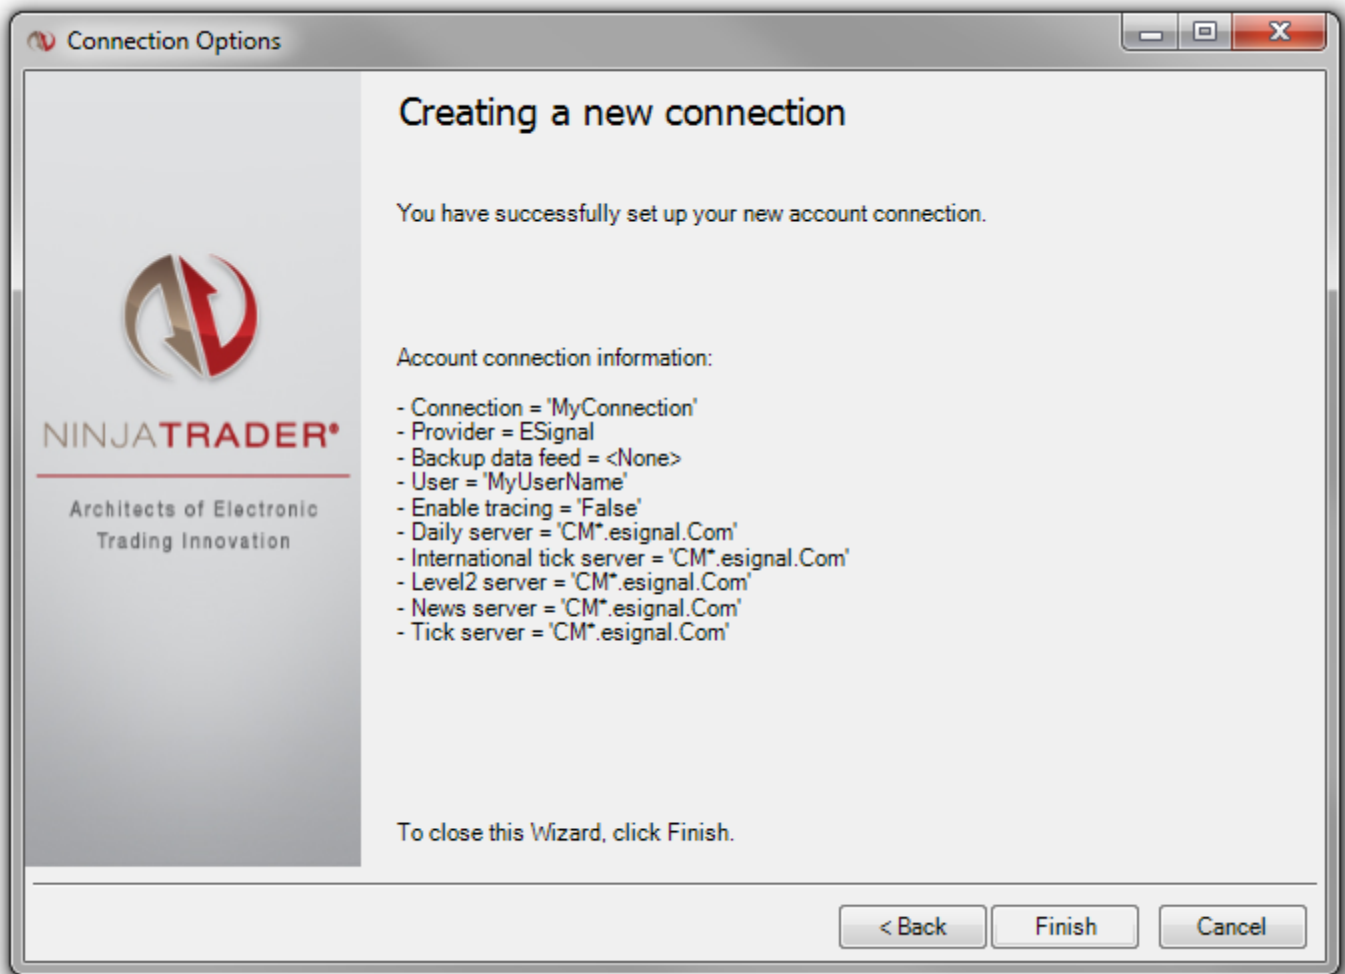 Connection Options
Creating a new connection
You have successfully set up your new account connection.
NINJATRADER®
Architects of Electronic
Trading Innovation
Account connection information:
- Connection = 'MyConnection'
- Provider = ESignal
- Backup data feed = <None>
- User = 'MyUserName'
- Enable tracing = 'False'
- Daily server = 'CM*.esignal.Com'
- International tick server = 'CM*.esignal.Com'
- Level2 server = 'CM*.esignal.Com'
- News server = 'CM*.esignal.Com'
- Tick server = 'CM*.esignal.Com'
To close this Wizard, click Finish.
< Back
Finish
Cancel